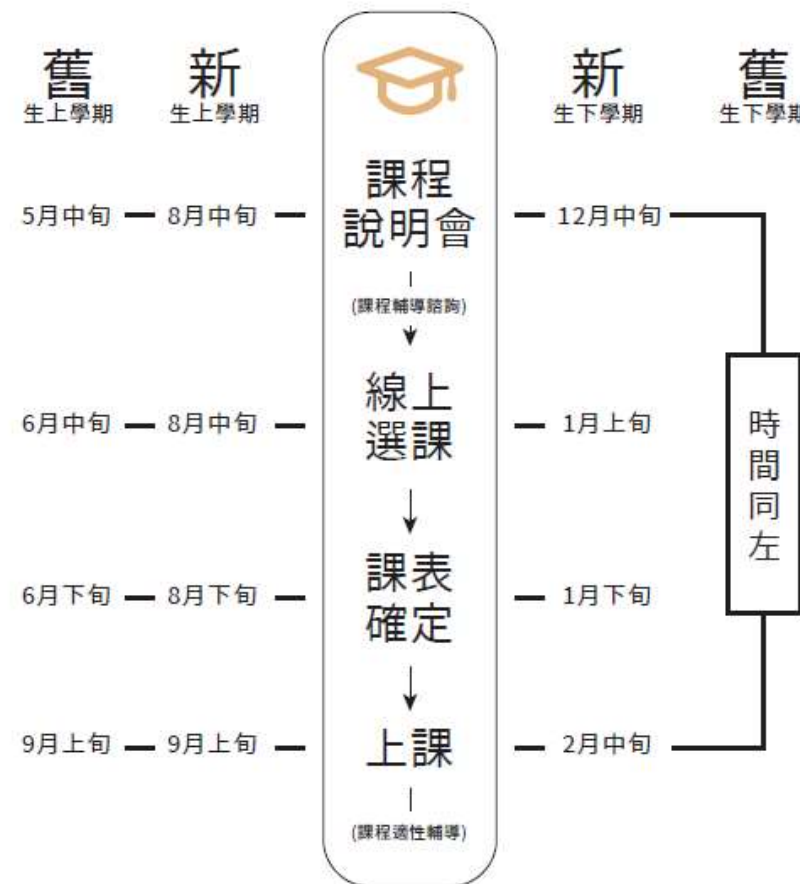 舊 新 新 舊
生上學期 生上學期 生下學期 生下學期
課程
說明會
5月中旬 8月中旬 12月中旬
(課程輔導諮詢)
線上
選課
6月中旬 8月中旬 1月上旬
時間同左
課表
確定
6月下旬 8月下旬 1月下旬
上課
9月上旬 9月上旬 2月中旬
(課程適性輔導)